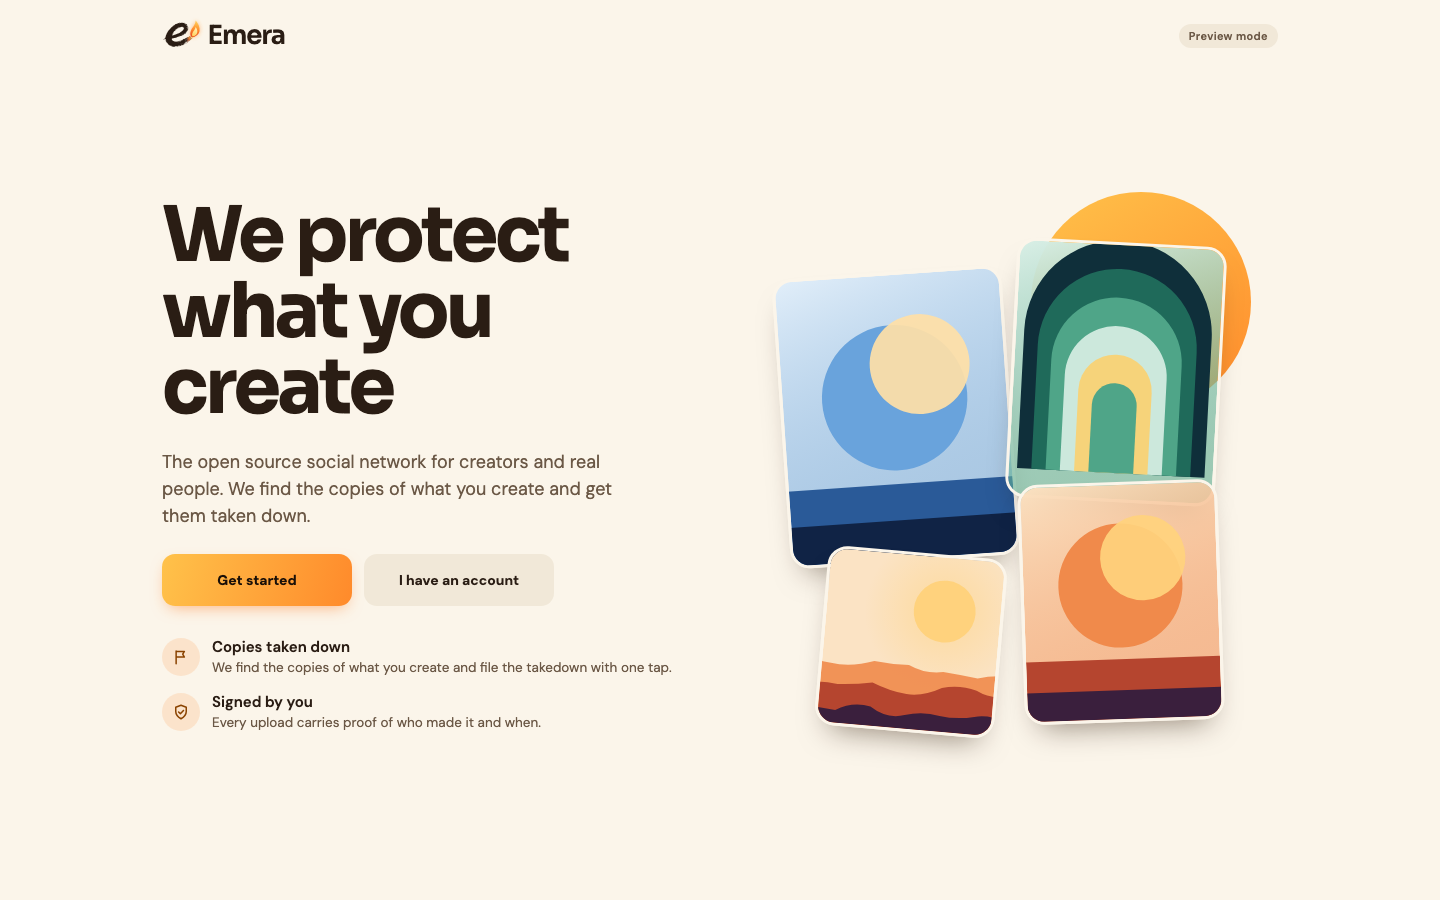 Emera
Preview mode
We protect
what you
create
The open source social network for creators and real
people. We find the copies of what you create and get
them taken down.
Get started
I have an account
Copies taken down
We find the copies of what you create and file the takedown with one tap.
Signed by you
Every upload carries proof of who made it and when.